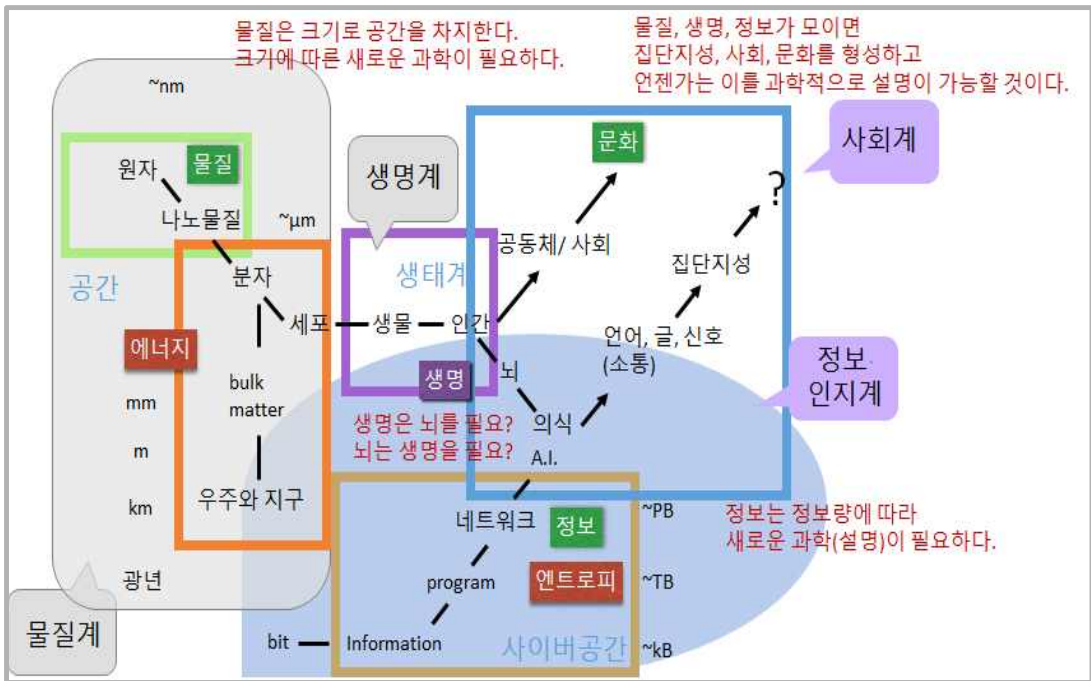 물질은 크기로 공간을 차지한다.
크기에 따른 새로운 과학이 필요하다.
물질, 생명, 정보가 모이면
집단지성, 사회, 문화를 형성하고
언젠가는 이를 과학적으로 설명이 가능할 것이다.
~nm
원자
물질
나노물질
~μm
공간
분자
에너지
세포
bulk
matter
mm
m
km
우주와 지구
광년
물질계
생명계
생태계
생물
인간
생명
생명은 뇌를 필요?
뇌는 생명을 필요?
문화
공동체/ 사회
?
사회계
집단지성
언어, 글, 신호
(소통)
뇌
의식
A.I.
정보·
인지계
네트워크
정보
~PB
정보는 정보량에 따라
새로운 과학(설명)이 필요하다.
program
엔트로피
~TB
bit
Information
사이버공간
~kB